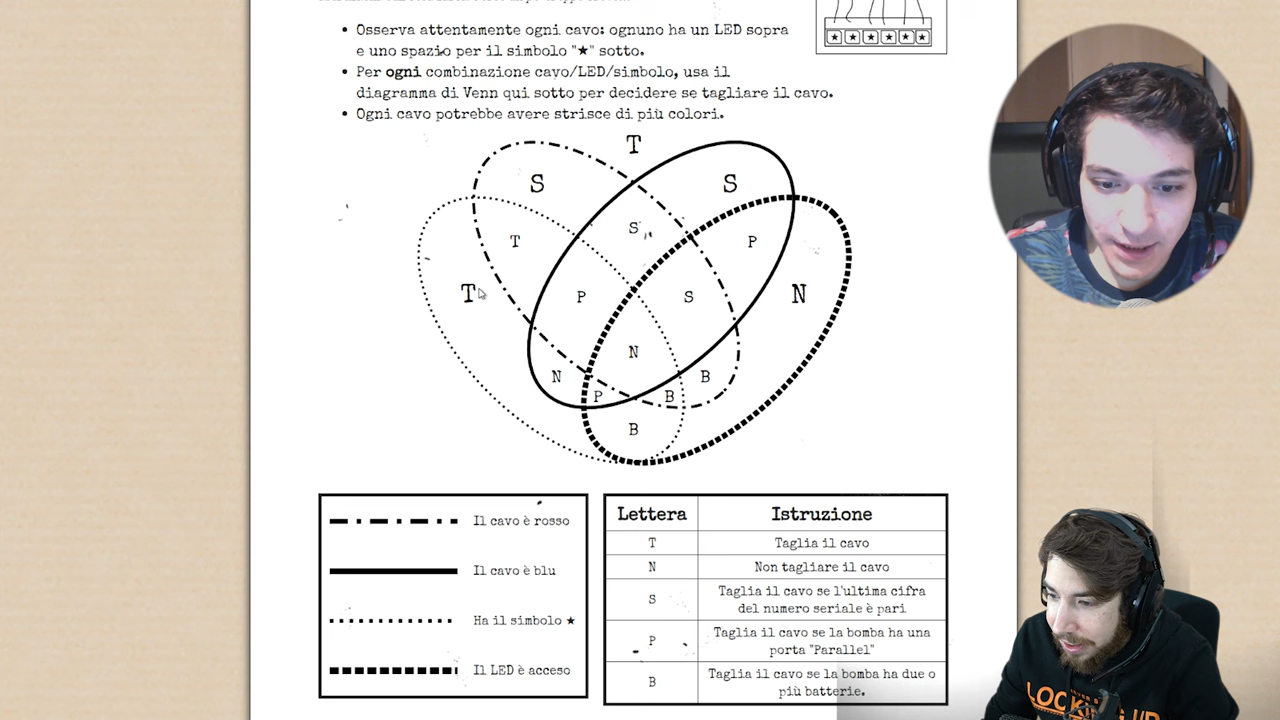 • Osserva attentamente ogni cavo: ognuno ha un LED sopra
e uno spazio per il simbolo "★" sotto.
• Per ogni combinazione cavo/LED/simbolo, usa il
diagramma di Venn qui sotto per decidere se tagliare il cavo.
• Ogni cavo potrebbe avere strisce di più colori.
T
S S
S
T P
T P S N
N
N B
P B
B
Il cavo è rosso
Il cavo è blu
Ha il simbolo ★
Il LED è acceso
Lettera Istruzione
T Taglia il cavo
N Non tagliare il cavo
S Taglia il cavo se l'ultima cifra
del numero seriale è pari
P Taglia il cavo se la bomba ha una
porta "Parallel"
B Taglia il cavo se la bomba ha due o
più batterie.